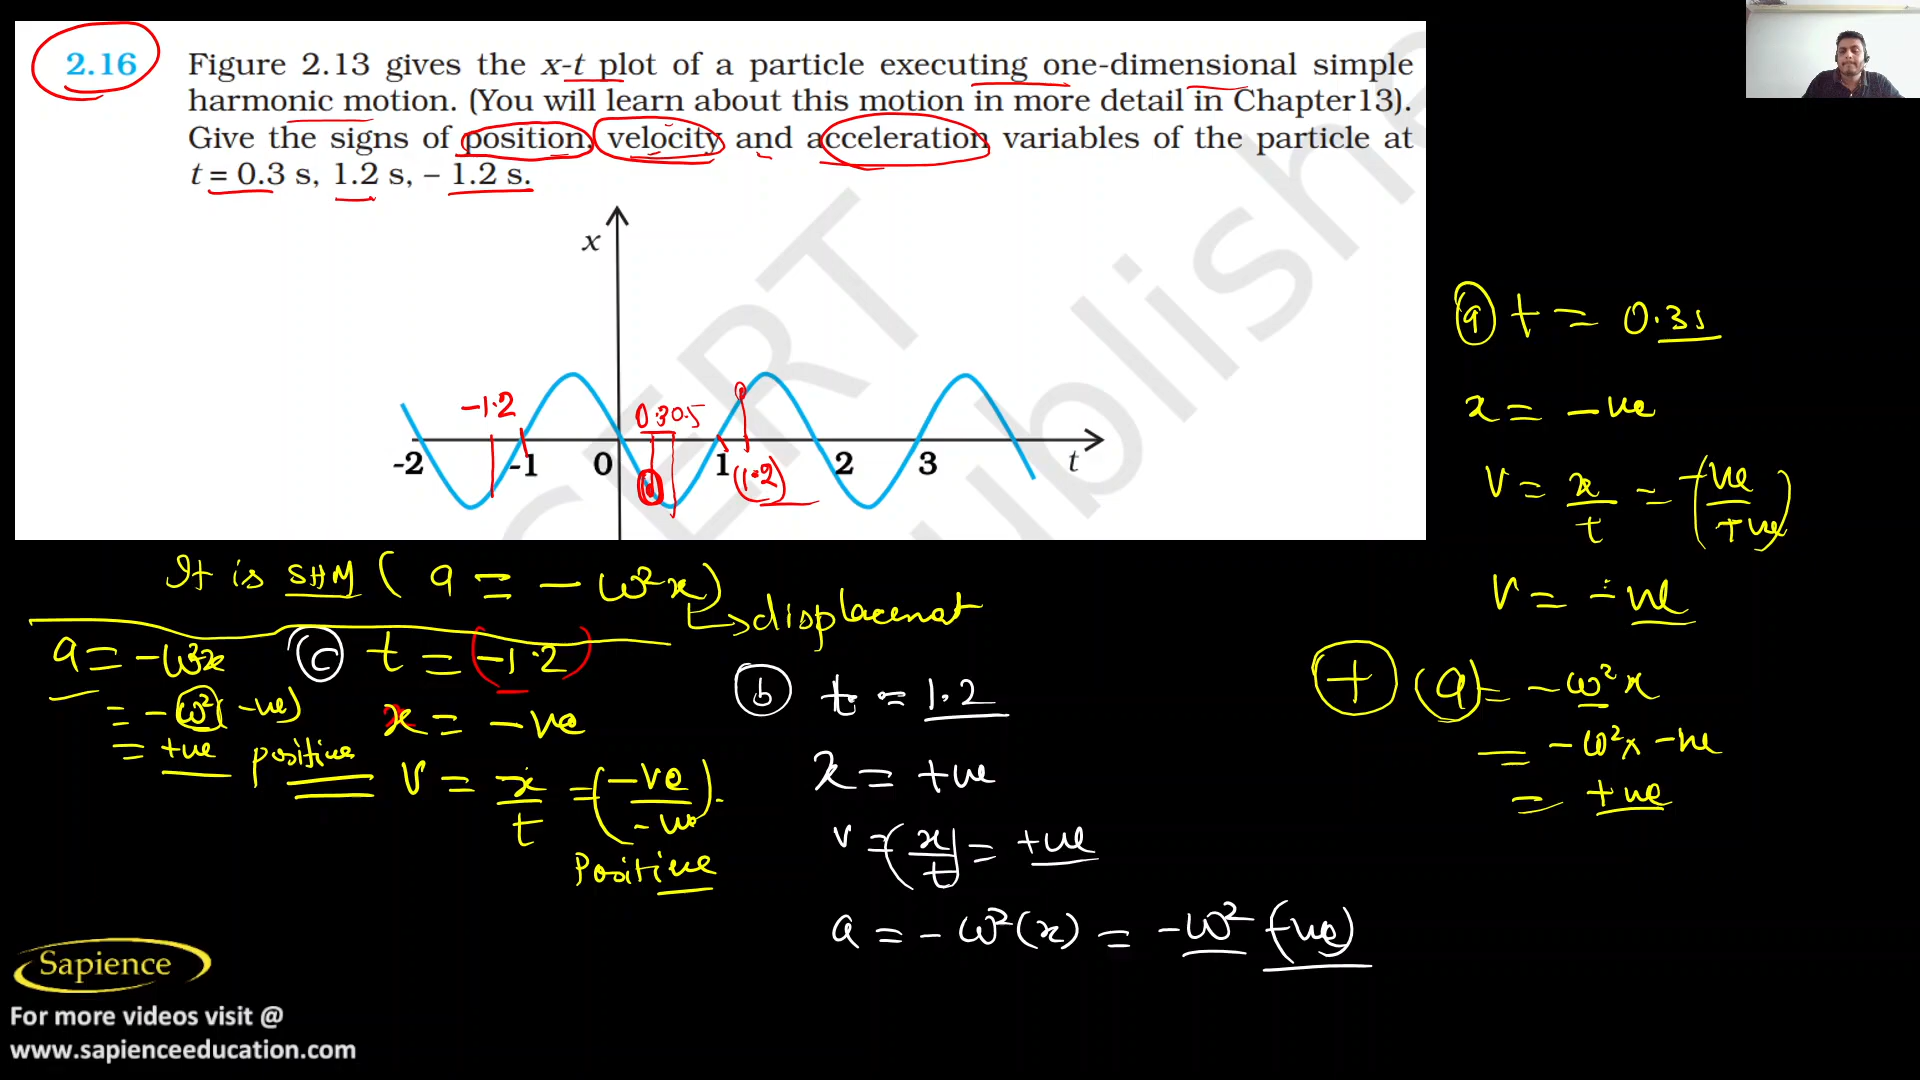 2.16 Figure 2.13 gives the x-t plot of a particle executing one-dimensional simple
harmonic motion. (You will learn about this motion in more detail in Chapter13).
Give the signs of position, velocity and acceleration variables of the particle at
t = 0.3 s, 1.2 s, – 1.2 s.
x
-1.2
0.3 0.5
-2 -1 0 1 2 3 t
(1.2)
ERT
ublishe
(a) t = 0.3s
x = -ve
v = x/t = (-ve/+ve)
v = -ve
+ (a) = -ω²x
= -ω²x -ve
= +ve
It is SHM ( a = - ω²x)
displacement
a = -ω²x
= - ω²(-ve)
= +ve positive
(c) t = (-1.2)
x = -ve
v = -x/t = (-ve/-ve).
Positive
(b) t = 1.2
x = +ve
v = (x/t) = +ve
a = - ω²(x) = -ω² (-ve)
Sapience
For more videos visit @
www.sapienceeducation.com